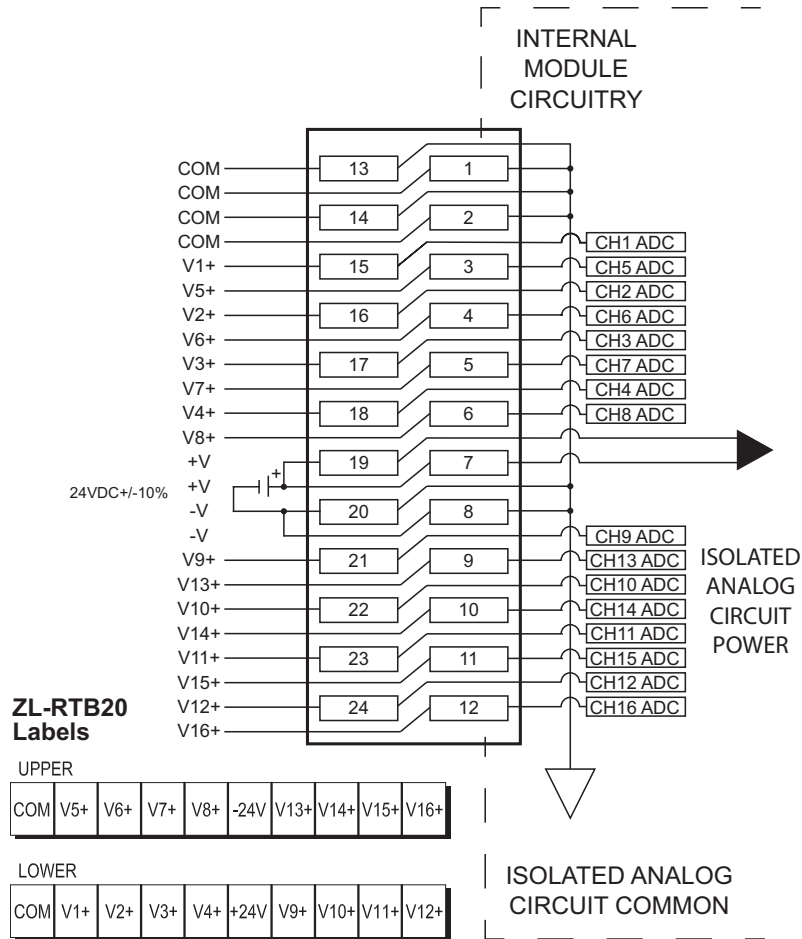 INTERNAL
MODULE
CIRCUITRY
COM
13
1
COM
COM
14
2
COM
CH1 ADC
V1+
15
3
CH5 ADC
V5+
CH2 ADC
V2+
16
4
CH6 ADC
V6+
CH3 ADC
V3+
17
5
CH7 ADC
V7+
CH4 ADC
V4+
18
6
CH8 ADC
V8+
+V
19
7
+
24VDC+/-10%
+V
-V
20
8
-V
CH9 ADC
V9+
21
9
CH13 ADC
V13+
CH10 ADC
V10+
22
10
CH14 ADC
V14+
CH11 ADC
V11+
23
11
CH15 ADC
V15+
CH12 ADC
V12+
24
12
CH16 ADC
V16+
ISOLATED
ANALOG
CIRCUIT
POWER
ZL-RTB20
Labels
UPPER
COM V5+ V6+ V7+ V8+ -24V V13+ V14+ V15+ V16+
LOWER
COM V1+ V2+ V3+ V4+ +24V V9+ V10+ V11+ V12+
ISOLATED ANALOG
CIRCUIT COMMON